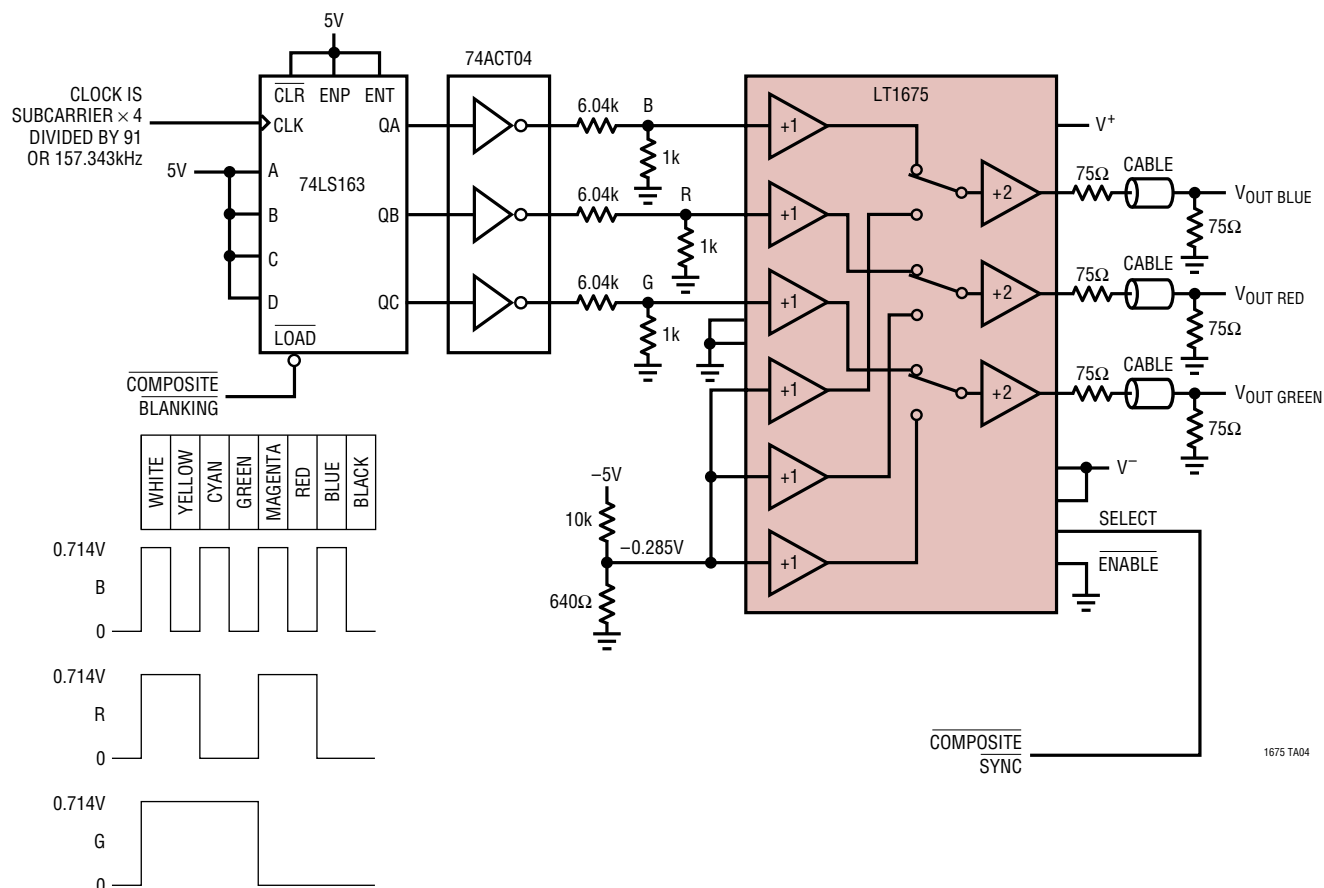 5V
74ACT04
CLOCK IS
SUBCARRIER × 4
DIVIDED BY 91
OR 157.343kHz
CLR ENP ENT
CLK
QA
5V
A
B
C
D
74LS163
QB
QC
LOAD
COMPOSITE
BLANKING
6.04k
B
1k
6.04k
R
1k
6.04k
G
1k
LT1675
+1
+1
+1
+1
+1
+1
+2
+2
+2
V+
75Ω
CABLE
VOUT BLUE
75Ω
75Ω
CABLE
VOUT RED
75Ω
75Ω
CABLE
VOUT GREEN
75Ω
V−
SELECT
ENABLE
−5V
10k
−0.285V
640Ω
COMPOSITE
SYNC
WHITE
YELLOW
CYAN
GREEN
MAGENTA
RED
BLUE
BLACK
0.714V
B
0
0.714V
R
0
0.714V
G
0
1675 TA04